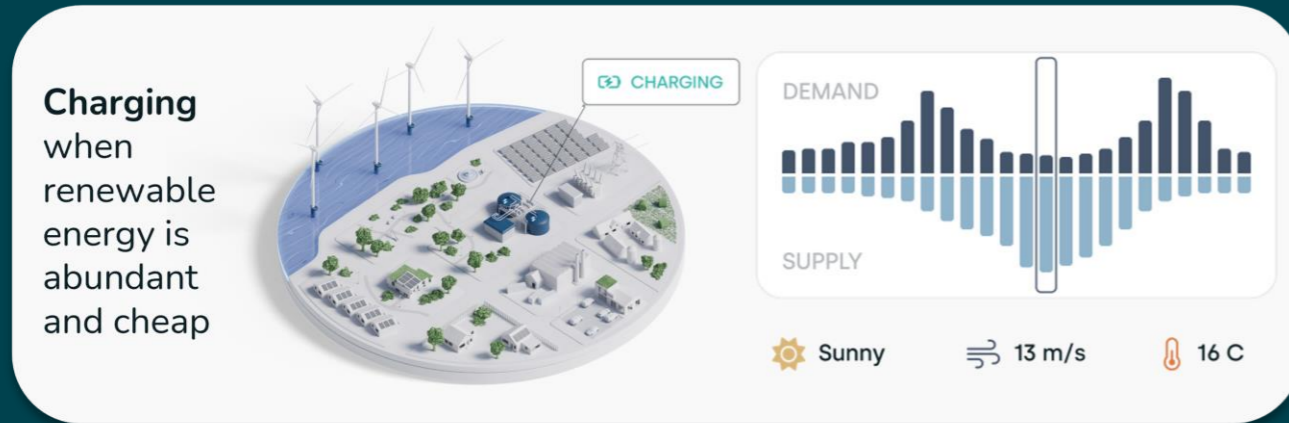 Charging
when
renewable
energy is
abundant
and cheap
CHARGING
DEMAND
SUPPLY
Sunny
13 m/s
16 C